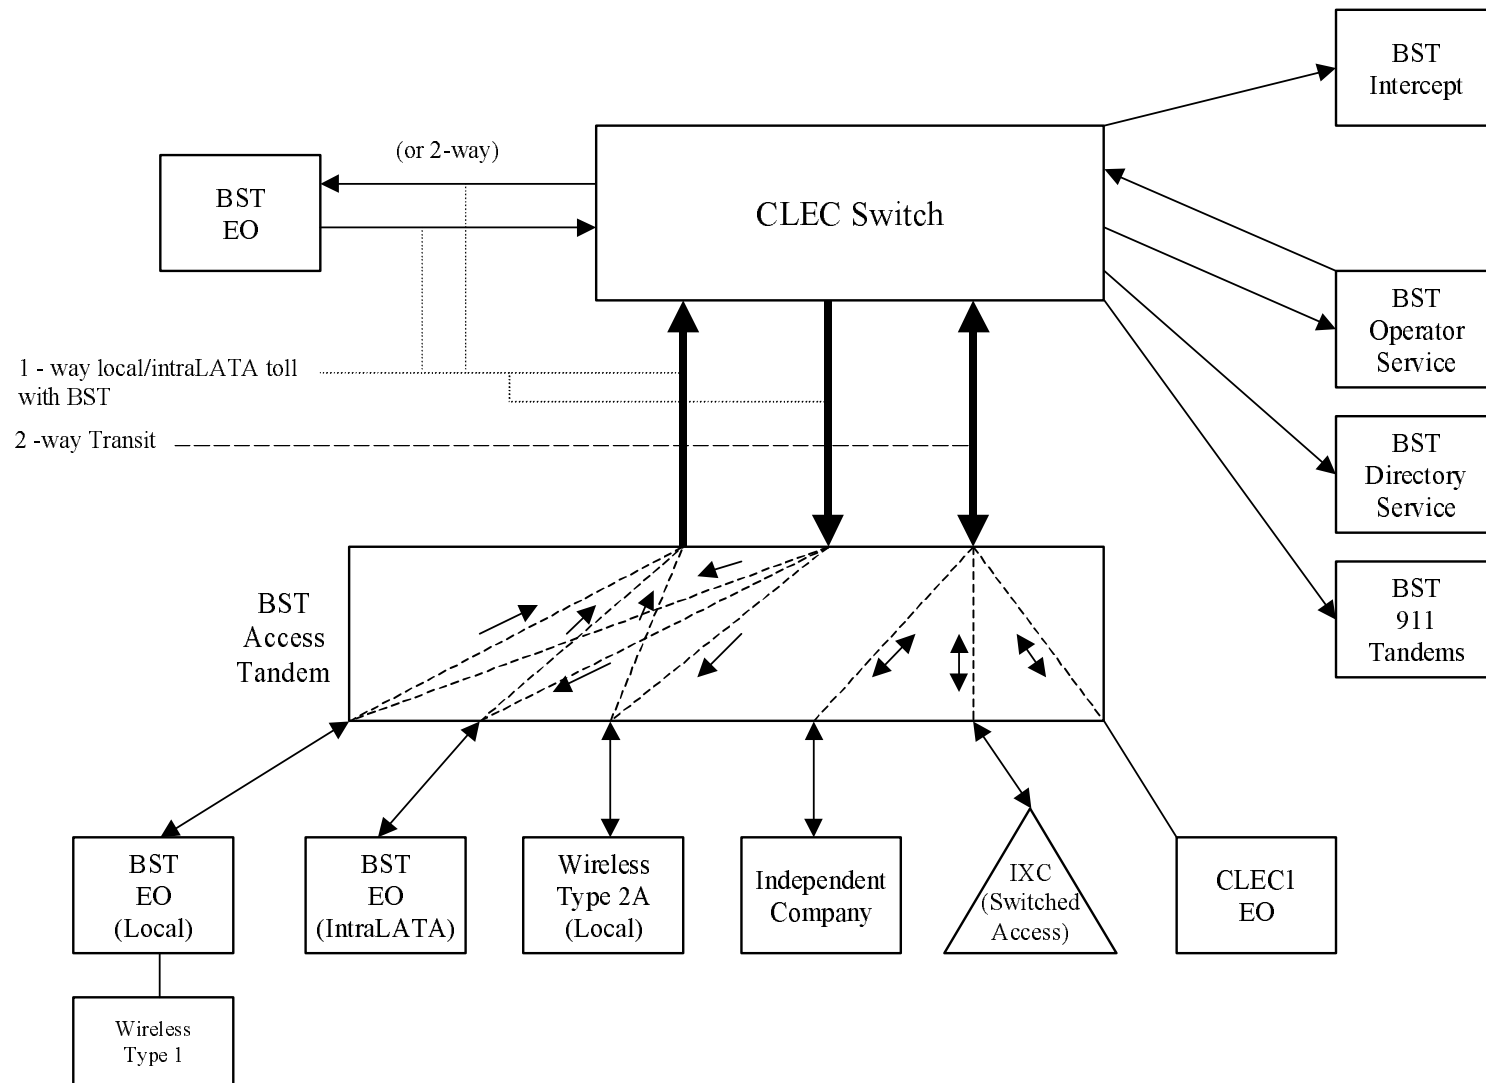 BST
Intercept
(or 2-way)
BST
EO
CLEC Switch
BST
Operator
Service
1 - way local/intraLATA toll
with BST
2 -way Transit
BST
Directory
Service
BST
911
Tandems
BST
Access
Tandem
BST
EO
(Local)
BST
EO
(IntraLATA)
Wireless
Type 2A
(Local)
Independent
Company
IXC
(Switched
Access)
CLEC1
EO
Wireless
Type 1